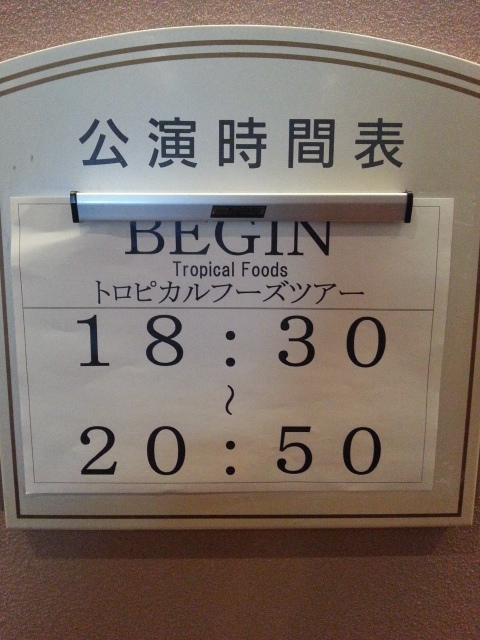 公演時間表
BEGIN
Tropical Foods
トロピカルフーズツアー
18:30
~
20:50